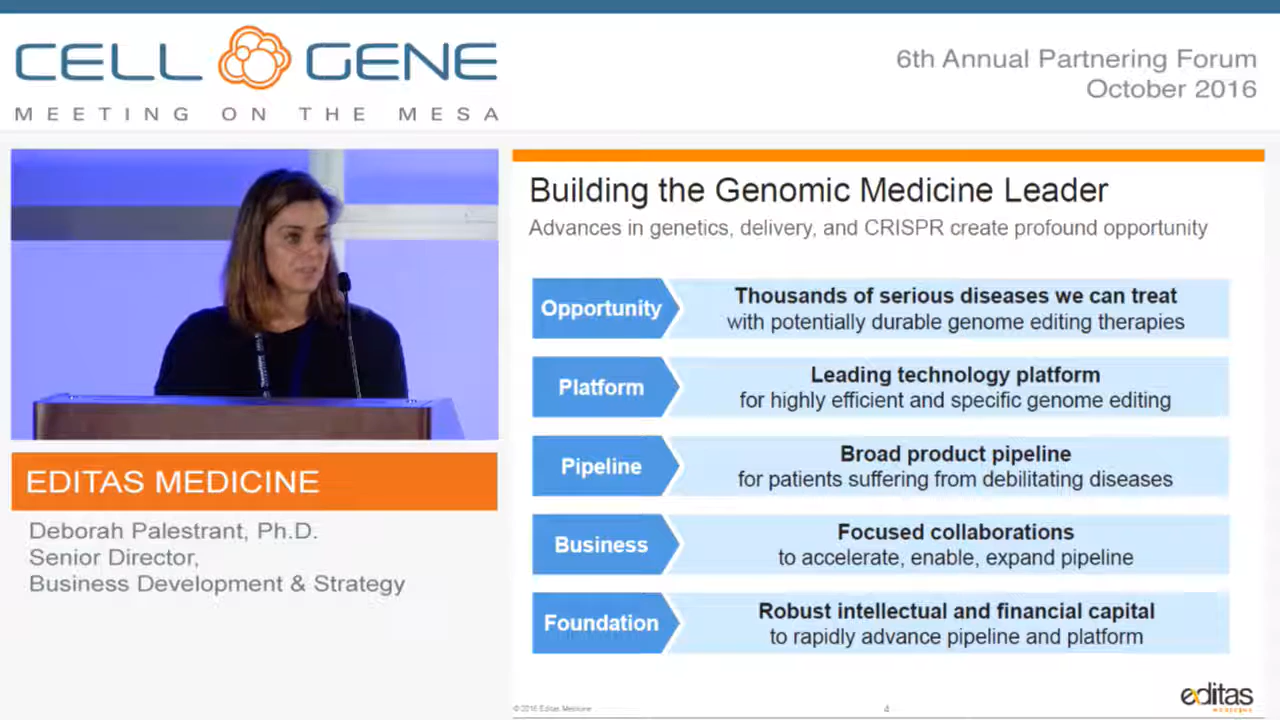 CELL GENE
MEETING ON THE MESA
6th Annual Partnering Forum
October 2016
EDITAS MEDICINE
Deborah Palestrant, Ph.D.
Senior Director,
Business Development & Strategy
Building the Genomic Medicine Leader
Advances in genetics, delivery, and CRISPR create profound opportunity
Opportunity
Thousands of serious diseases we can treat
with potentially durable genome editing therapies
Platform
Leading technology platform
for highly efficient and specific genome editing
Pipeline
Broad product pipeline
for patients suffering from debilitating diseases
Business
Focused collaborations
to accelerate, enable, expand pipeline
Foundation
Robust intellectual and financial capital
to rapidly advance pipeline and platform
© 2016 Editas Medicine
4
editas
MEDICINE